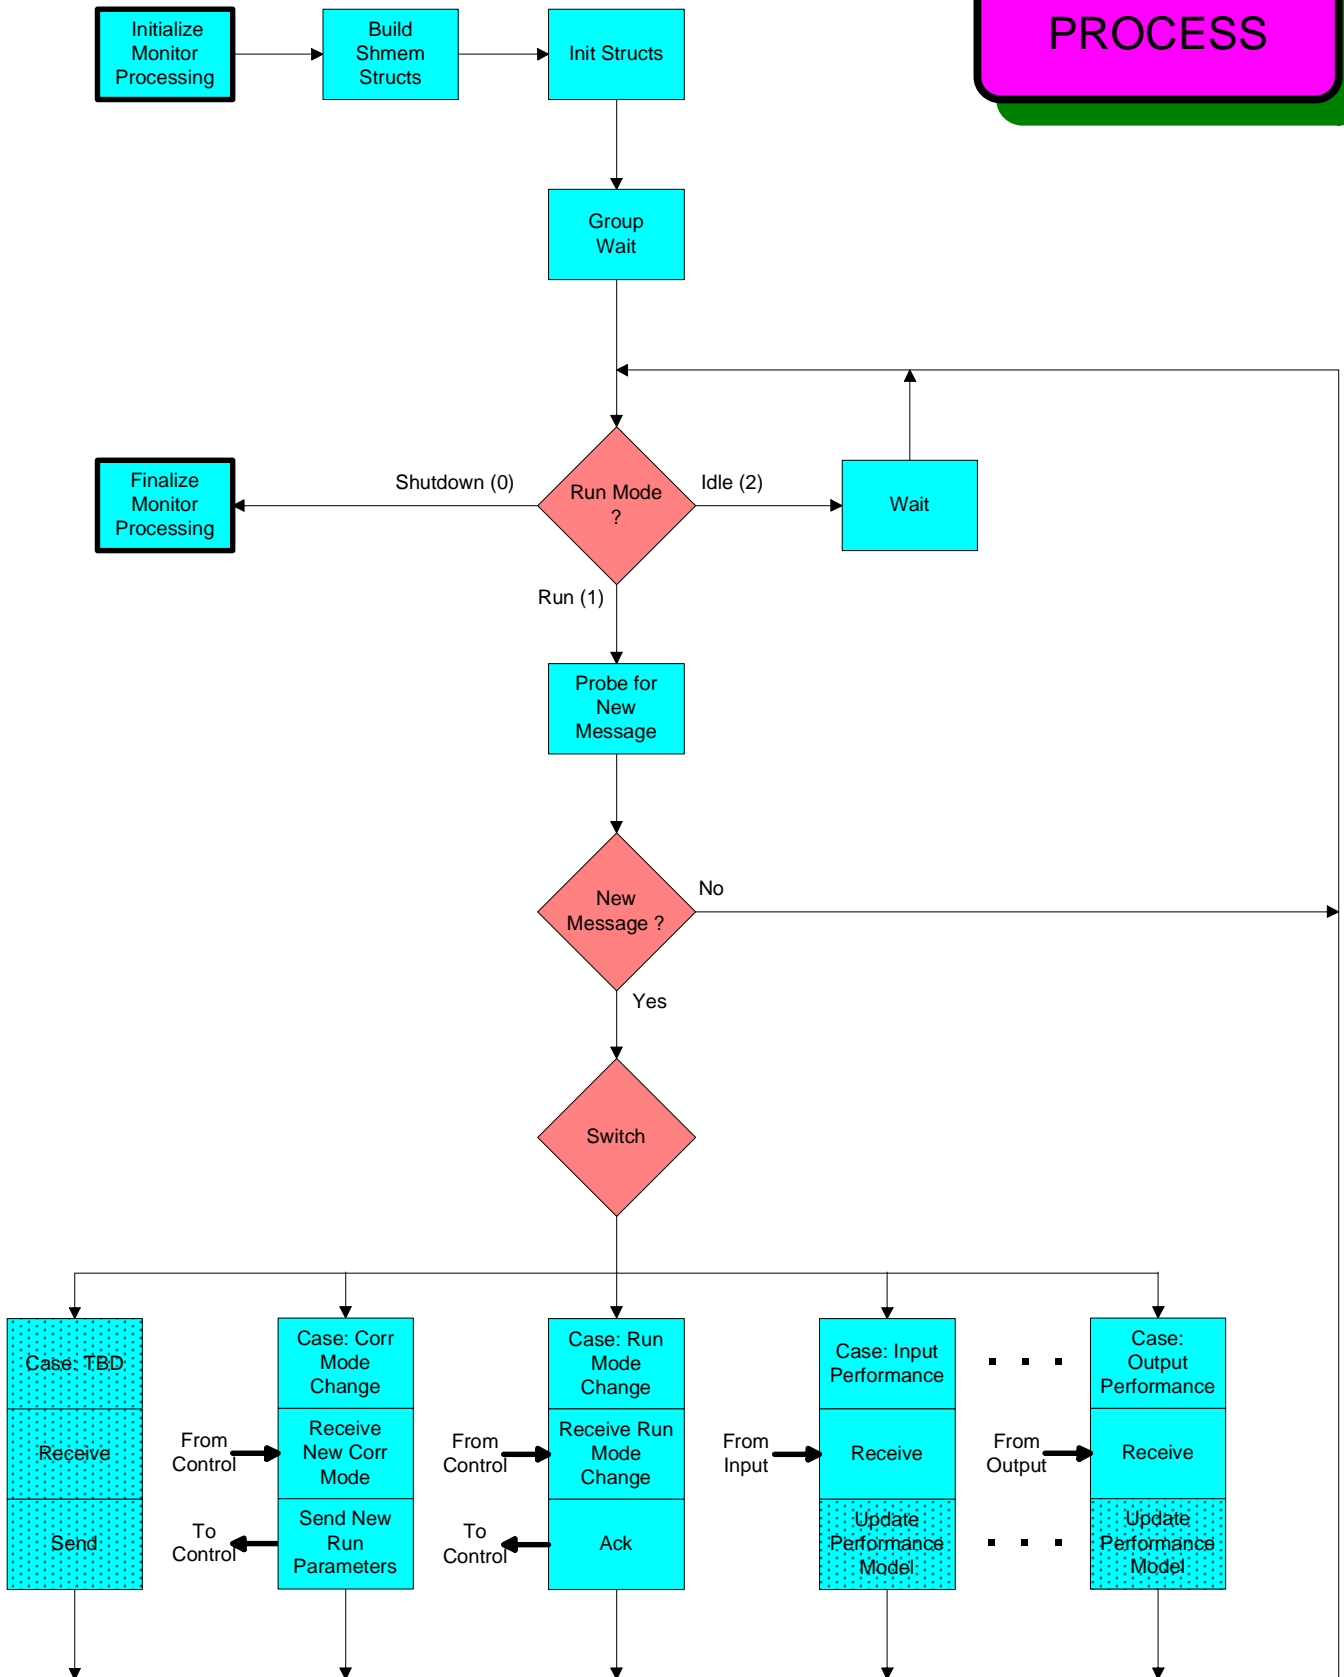 PROCESS
Initialize
Monitor
Processing
Build
Shmem
Structs
Init Structs
Group
Wait
Shutdown (0)
Finalize
Monitor
Processing
Run Mode
?
Idle (2)
Wait
Run (1)
Probe for
New
Message
New
Message ?
No
Yes
Switch
Case: TBD
Receive
Send
Case: Corr
Mode
Change
From
Control
Receive
New Corr
Mode
To
Control
Send New
Run
Parameters
Case: Run
Mode
Change
From
Control
Receive Run
Mode
Change
To
Control
Ack
Case: Input
Performance
From
Input
Receive
Update
Performance
Model
. . .
. . .
Case:
Output
Performance
From
Output
Receive
Update
Performance
Model